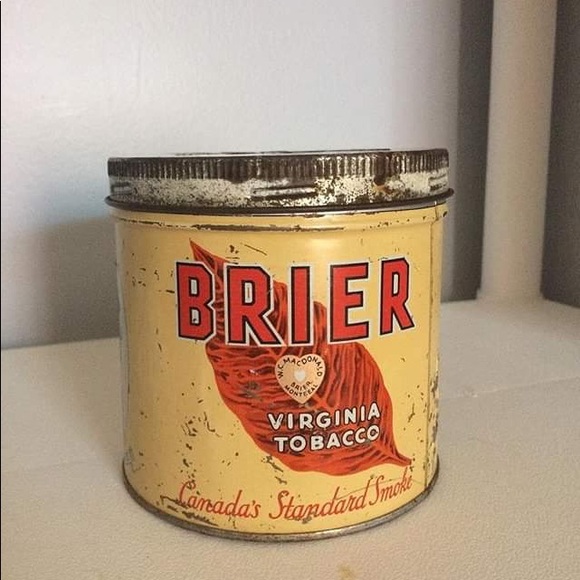 BRIER
W.C. MACDONALD
BRIER
MONTREAL
VIRGINIA
TOBACCO
Canada's Standard Smoke